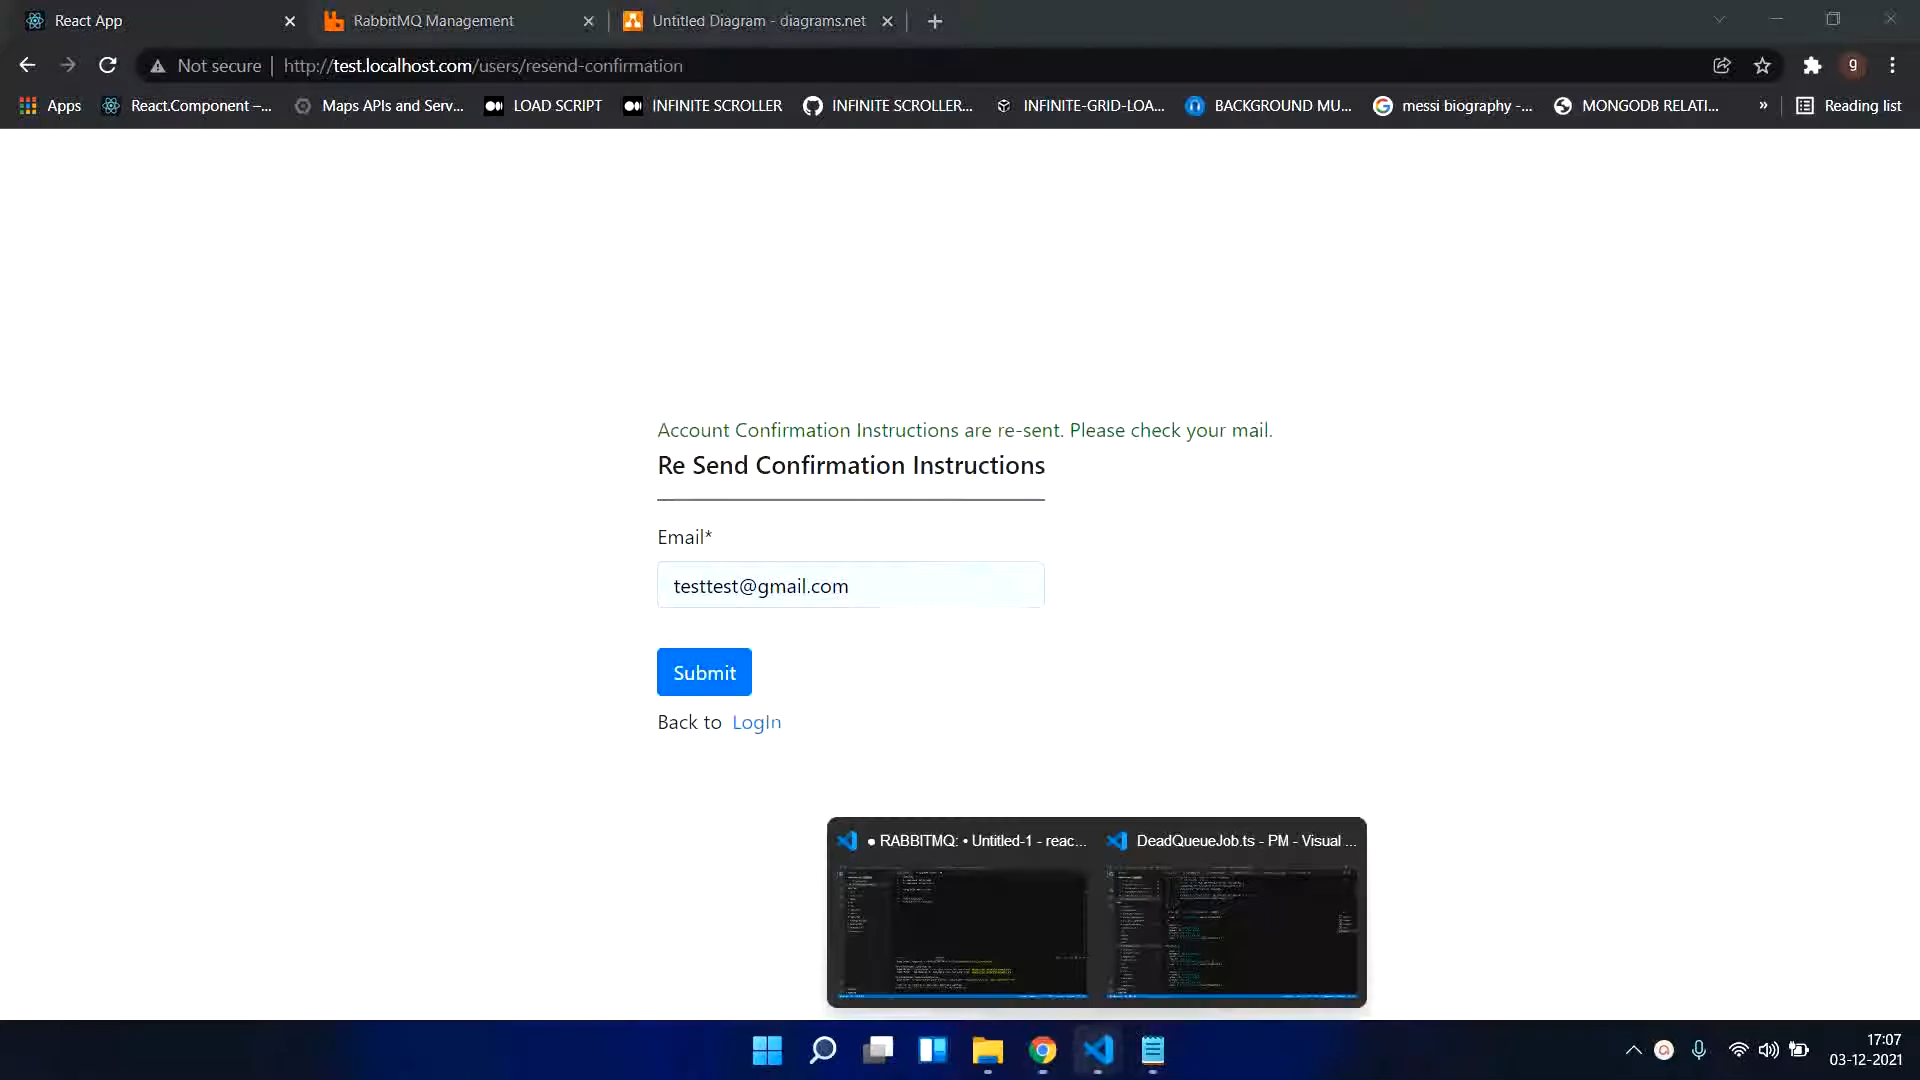 React App
RabbitMQ Management
Untitled Diagram - diagrams.net
Not secure
http://test.localhost.com/users/resend-confirmation
g
Apps
React.Component –...
Maps APIs and Serv...
LOAD SCRIPT
INFINITE SCROLLER
INFINITE SCROLLER...
INFINITE-GRID-LOA...
BACKGROUND MU...
messi biography -...
MONGODB RELATI...
»
Reading list
Account Confirmation Instructions are re-sent. Please check your mail.
Re Send Confirmation Instructions
Email*
testtest@gmail.com
Submit
Back to LogIn
● RABBITMQ: • Untitled-1 - reac...
DeadQueueJob.ts - PM - Visual ...
17:07
03-12-2021